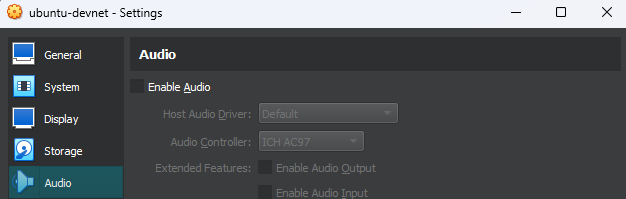 ubuntu-devnet - Settings
General
System
Display
Storage
Audio
Audio
Enable Audio
Host Audio Driver: Default
Audio Controller: ICH AC97
Extended Features: Enable Audio Output
Enable Audio Input